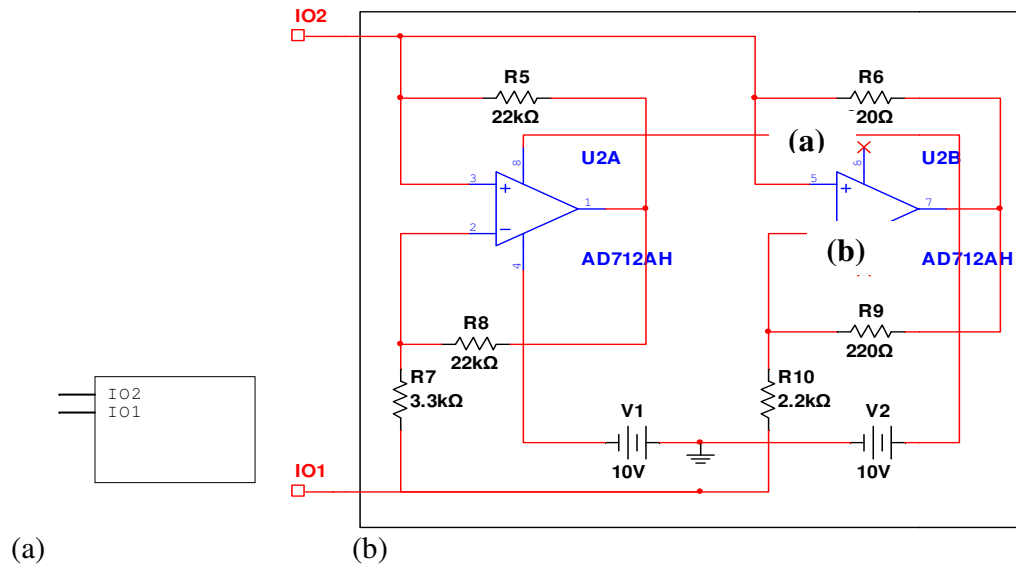 IO2
R5
22kΩ
R6
20Ω
(a)
U2A
U2B
8
3
1
2
4
5
7
(b)
AD712AH
AD712AH
R8
22kΩ
R9
220Ω
R7
3.3kΩ
R10
2.2kΩ
V1
10V
V2
10V
IO2
IO1
IO1
(a)
(b)